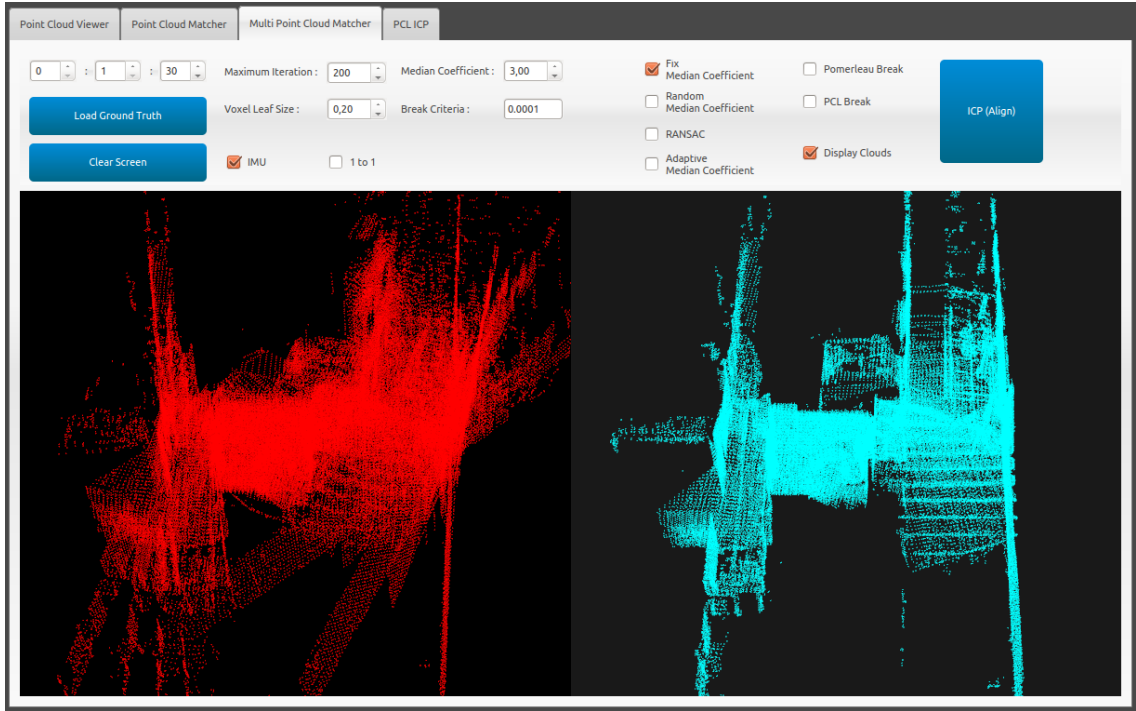 Point Cloud Viewer
Point Cloud Matcher
Multi Point Cloud Matcher
PCL ICP
0 : 1 : 30
Maximum Iteration : 200
Median Coefficient : 3,00
Fix
Median Coefficient
Pomerleau Break
ICP (Align)
Load Ground Truth
Voxel Leaf Size : 0,20
Break Criteria : 0.0001
Random
Median Coefficient
PCL Break
RANSAC
Clear Screen
IMU
1 to 1
Adaptive
Median Coefficient
Display Clouds